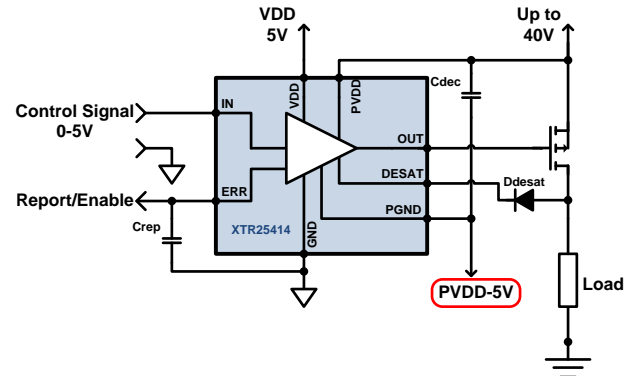 VDD
5V
Up to
40V
Control Signal
0-5V
IN
VDD
PVDD
Cdec
OUT
DESAT
Ddesat
Report/Enable
ERR
PGND
Crep
XTR25414
GND
PVDD-5V
Load